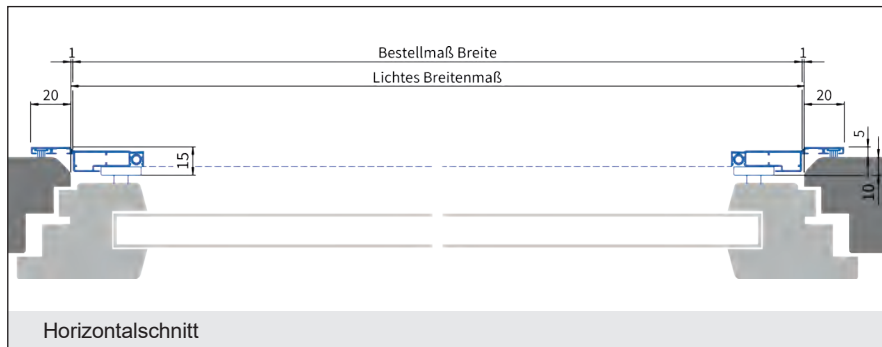 1 Bestellmaß Breite 1
Lichtes Breitenmaß
20 20
15 5
10
Horizontalschnitt